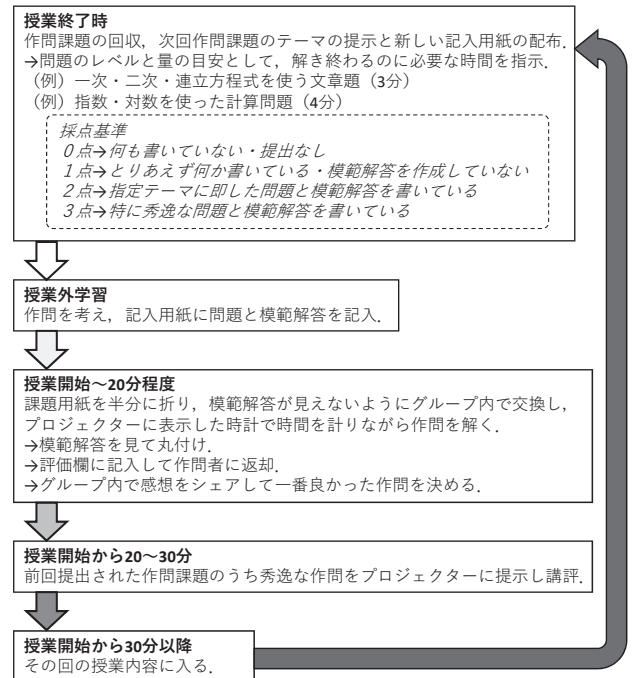 授業終了時
作問課題の回収，次回作問課題のテーマの提示と新しい記入用紙の配布．
→問題のレベルと量の目安として，解き終わるのに必要な時間を指示．
（例）一次・二次・連立方程式を使う文章題（3分）
（例）指数・対数を使った計算問題（4分）
採点基準
０点→何も書いていない・提出なし
１点→とりあえず何か書いている・模範解答を作成していない
２点→指定テーマに即した問題と模範解答を書いている
３点→特に秀逸な問題と模範解答を書いている
授業外学習
作問を考え，記入用紙に問題と模範解答を記入．
授業開始～20分程度
課題用紙を半分に折り，模範解答が見えないようにグループ内で交換し，
プロジェクターに表示した時計で時間を計りながら作問を解く．
→模範解答を見て丸付け．
→評価欄に記入して作問者に返却．
→グループ内で感想をシェアして一番良かった作問を決める．
授業開始から20～30分
前回提出された作問課題のうち秀逸な作問をプロジェクターに提示し講評．
授業開始から30分以降
その回の授業内容に入る．